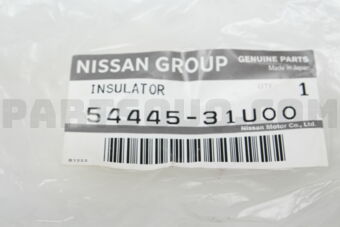 NISSAN GROUP
GENUINE PARTS
Made in Japan
INSULATOR
QTY
1
54445-31U00
Nissan Motor Co., Ltd.